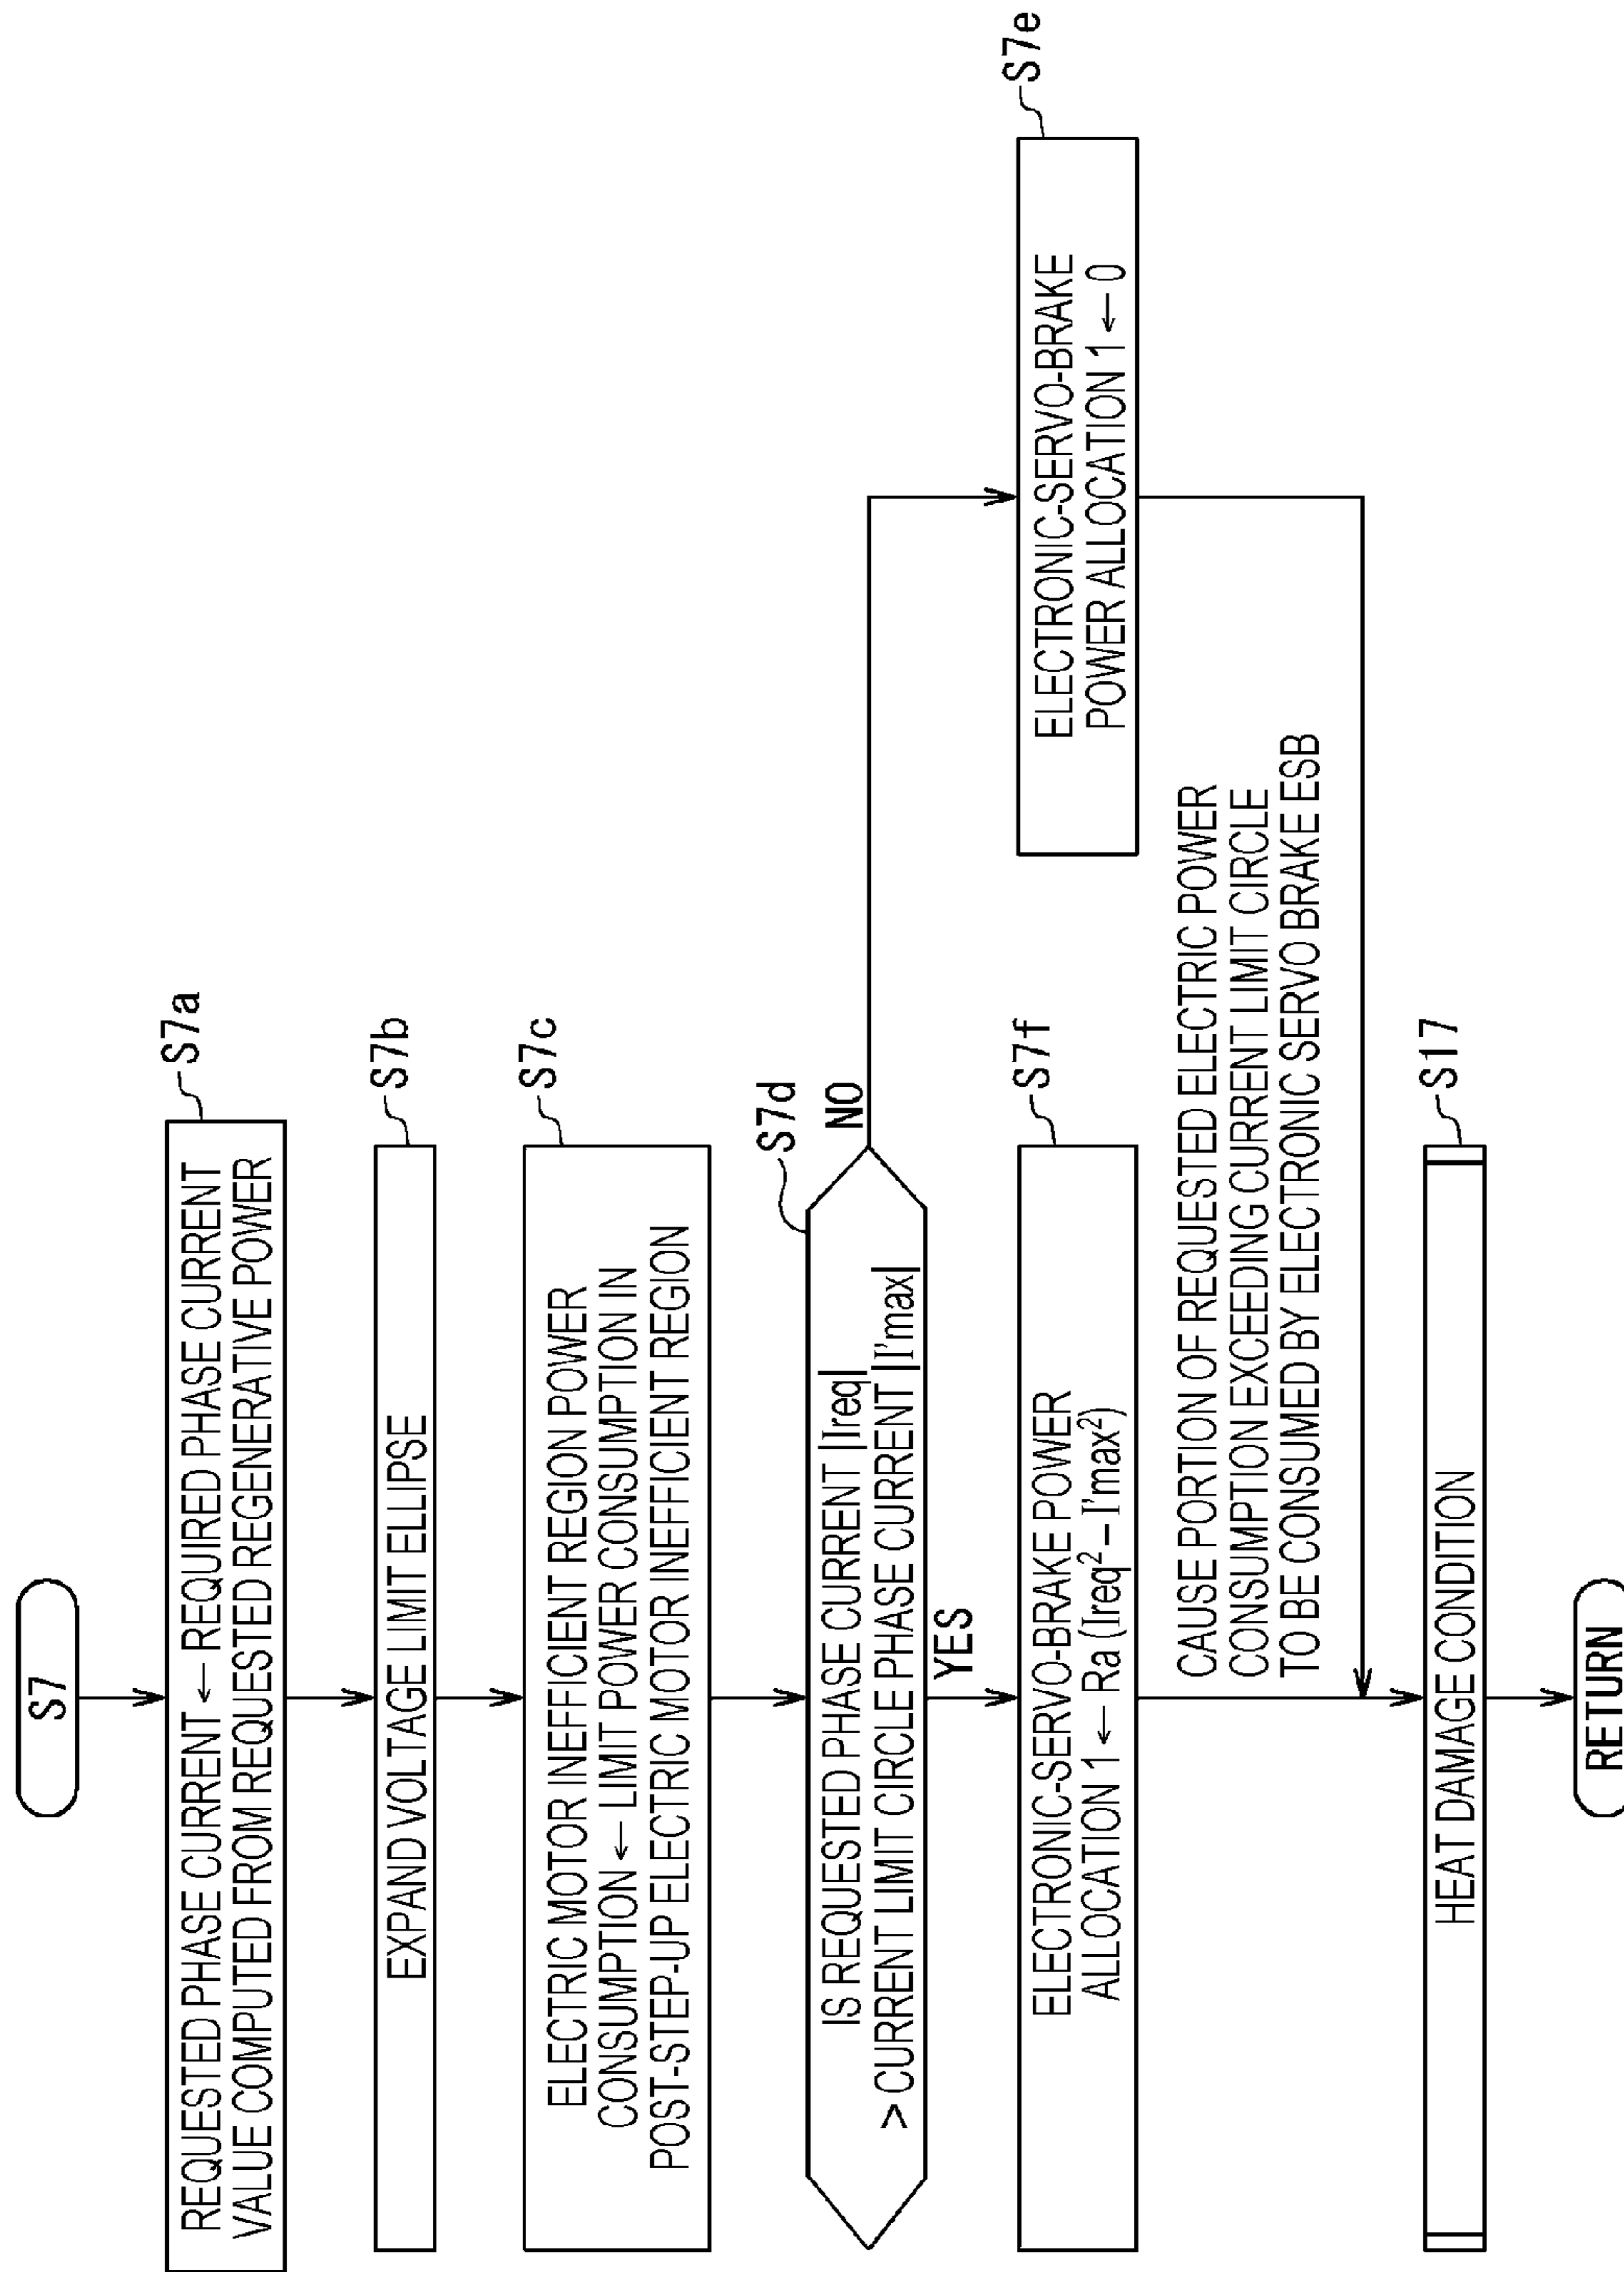 S7
S7a
REQUESTED PHASE CURRENT ← REQUIRED PHASE CURRENT
VALUE COMPUTED FROM REQUESTED REGENERATIVE POWER
S7b
EXPAND VOLTAGE LIMIT ELLIPSE
S7c
ELECTRIC MOTOR INEFFICIENT REGION POWER
CONSUMPTION ← LIMIT POWER CONSUMPTION IN
POST-STEP-UP ELECTRIC MOTOR INEFFICIENT REGION
S7d
IS REQUESTED PHASE CURRENT |Ireq|
> CURRENT LIMIT CIRCLE PHASE CURRENT |I'max|
NO
YES
S7e
ELECTRONIC-SERVO-BRAKE
POWER ALLOCATION 1 ← 0
S7f
ELECTRONIC-SERVO-BRAKE POWER
ALLOCATION 1 ← Ra (Ireq² – I'max²)
CAUSE PORTION OF REQUESTED ELECTRIC POWER
CONSUMPTION EXCEEDING CURRENT LIMIT CIRCLE
TO BE CONSUMED BY ELECTRONIC SERVO BRAKE ESB
S17
HEAT DAMAGE CONDITION
RETURN